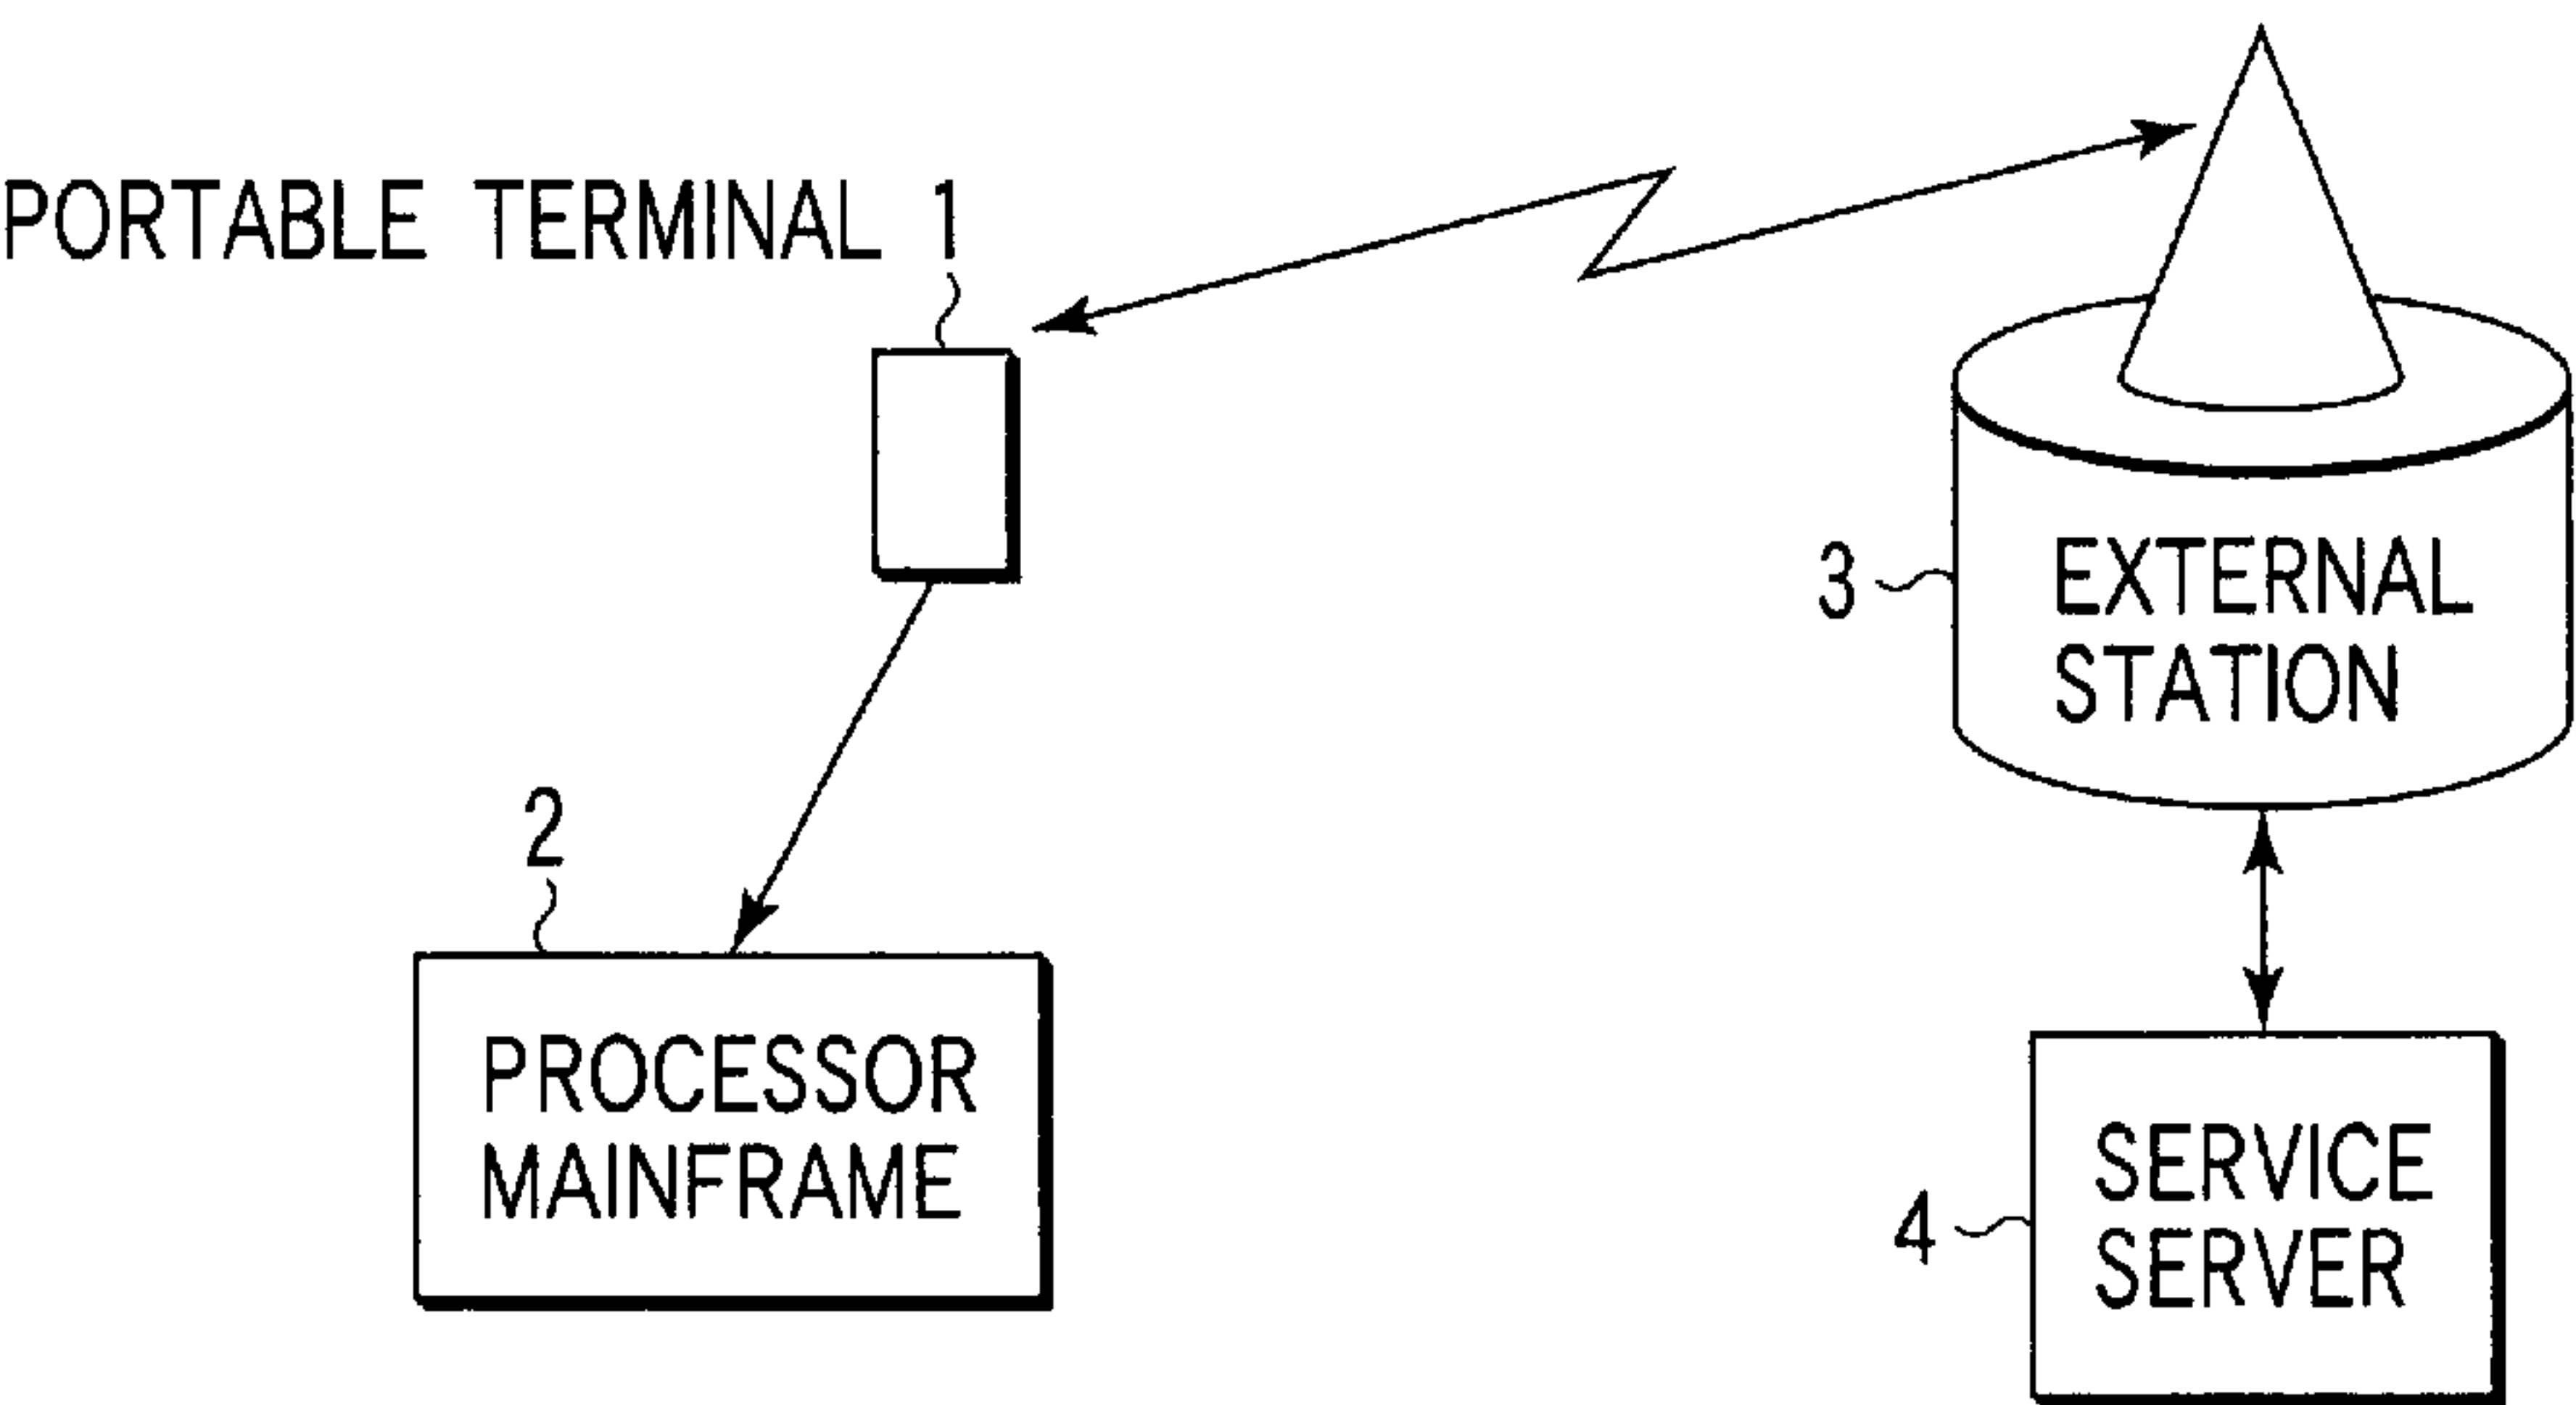 PORTABLE TERMINAL 1
3
EXTERNAL
STATION
2
PROCESSOR
MAINFRAME
4
SERVICE
SERVER